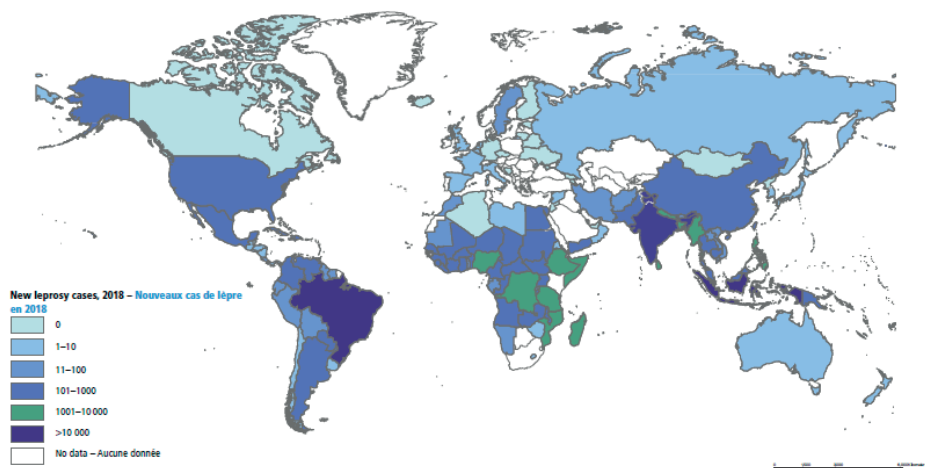 New leprosy cases, 2018 – Nouveaux cas de lèpre
en 2018
0
1–10
11–100
101–1000
1001–10 000
>10 000
No data – Aucune donnée